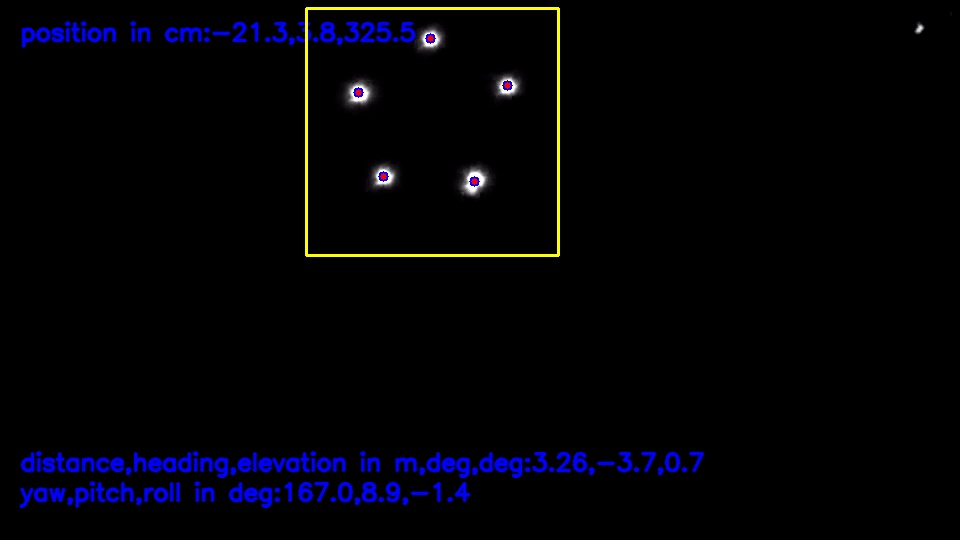 position in cm:-21.3,3.8,325.5
distance,heading,elevation in m,deg,deg:3.26,-3.7,0.7
yaw,pitch,roll in deg:167.0,8.9,-1.4